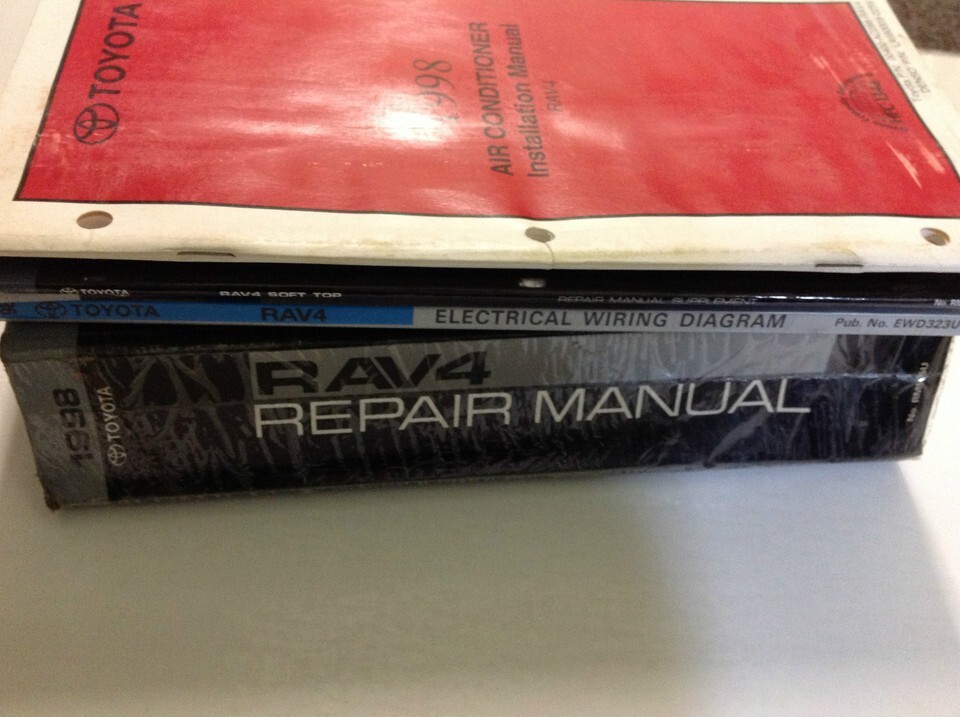 TOYOTA
1998
AIR CONDITIONER
Installation Manual
RAV4
TOYOTA RAV4 SOFT TOP REPAIR MANUAL SUPPLEMENT No.
TOYOTA RAV4 ELECTRICAL WIRING DIAGRAM Pub. No. EWD323U
1998
TOYOTA
RAV4
REPAIR MANUAL